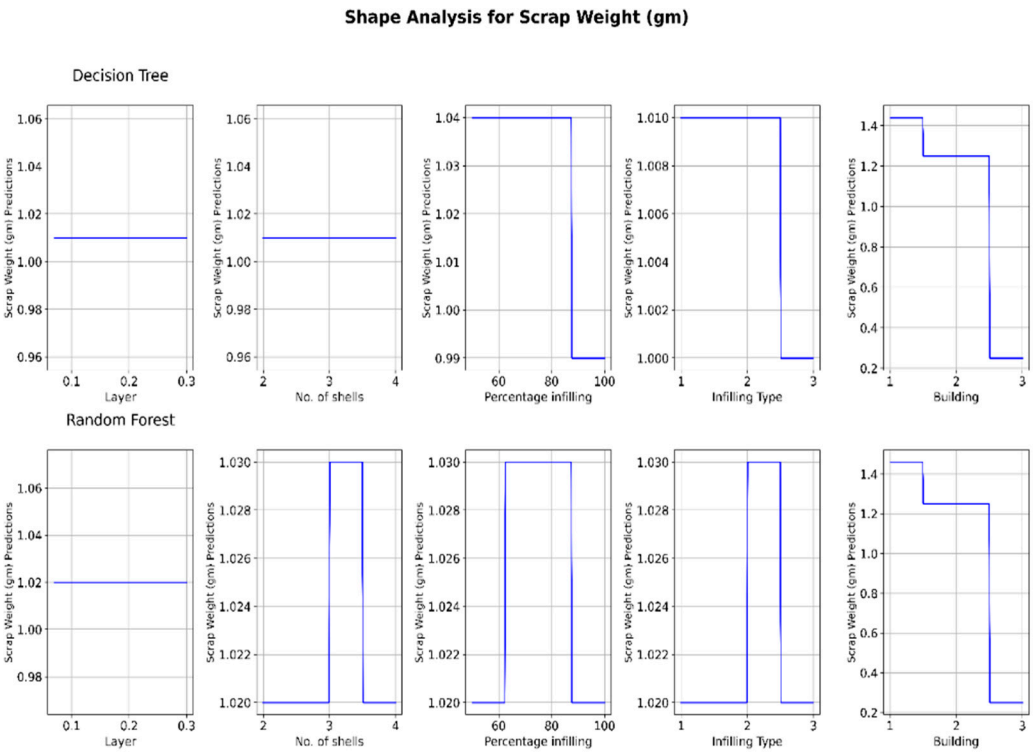 Shape Analysis for Scrap Weight (gm)
Decision Tree
Scrap Weight (gm) Predictions
1.06
1.04
1.02
1.00
0.98
0.96
0.1 0.2 0.3
Layer
Scrap Weight (gm) Predictions
1.06
1.04
1.02
1.00
0.98
0.96
2 3 4
No. of shells
Scrap Weight (gm) Predictions
1.04
1.03
1.02
1.01
1.00
0.99
60 80 100
Percentage infilling
Scrap Weight (gm) Predictions
1.010
1.008
1.006
1.004
1.002
1.000
1 2 3
Infilling Type
Scrap Weight (gm) Predictions
1.4
1.2
1.0
0.8
0.6
0.4
0.2
1 2 3
Building
Random Forest
Scrap Weight (gm) Predictions
1.06
1.04
1.02
1.00
0.98
0.1 0.2 0.3
Layer
Scrap Weight (gm) Predictions
1.030
1.028
1.026
1.024
1.022
1.020
2 3 4
No. of shells
Scrap Weight (gm) Predictions
1.030
1.028
1.026
1.024
1.022
1.020
60 80 100
Percentage infilling
Scrap Weight (gm) Predictions
1.030
1.028
1.026
1.024
1.022
1.020
1 2 3
Infilling Type
Scrap Weight (gm) Predictions
1.4
1.2
1.0
0.8
0.6
0.4
0.2
1 2 3
Building